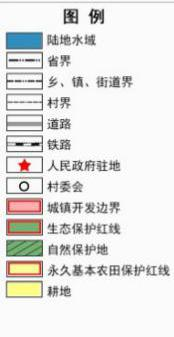 图 例
陆地水域
省界
乡、镇、街道界
村界
道路
铁路
人民政府驻地
村委会
城镇开发边界
生态保护红线
自然保护地
永久基本农田保护红线
耕地